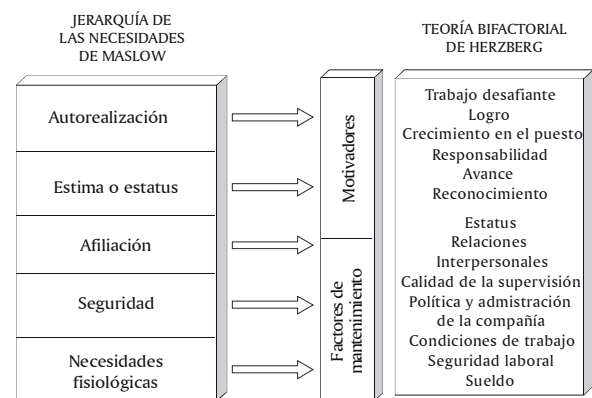 JERARQUÍA DE
LAS NECESIDADES
DE MASLOW
Autorealización
Estima o estatus
Afiliación
Seguridad
Necesidades
fisiológicas
Motivadores
Factores de
mantenimiento
TEORÍA BIFACTORIAL
DE HERZBERG
Trabajo desafiante
Logro
Crecimiento en el puesto
Responsabilidad
Avance
Reconocimiento
Estatus
Relaciones
Interpersonales
Calidad de la supervisión
Política y admistración
de la compañía
Condiciones de trabajo
Seguridad laboral
Sueldo